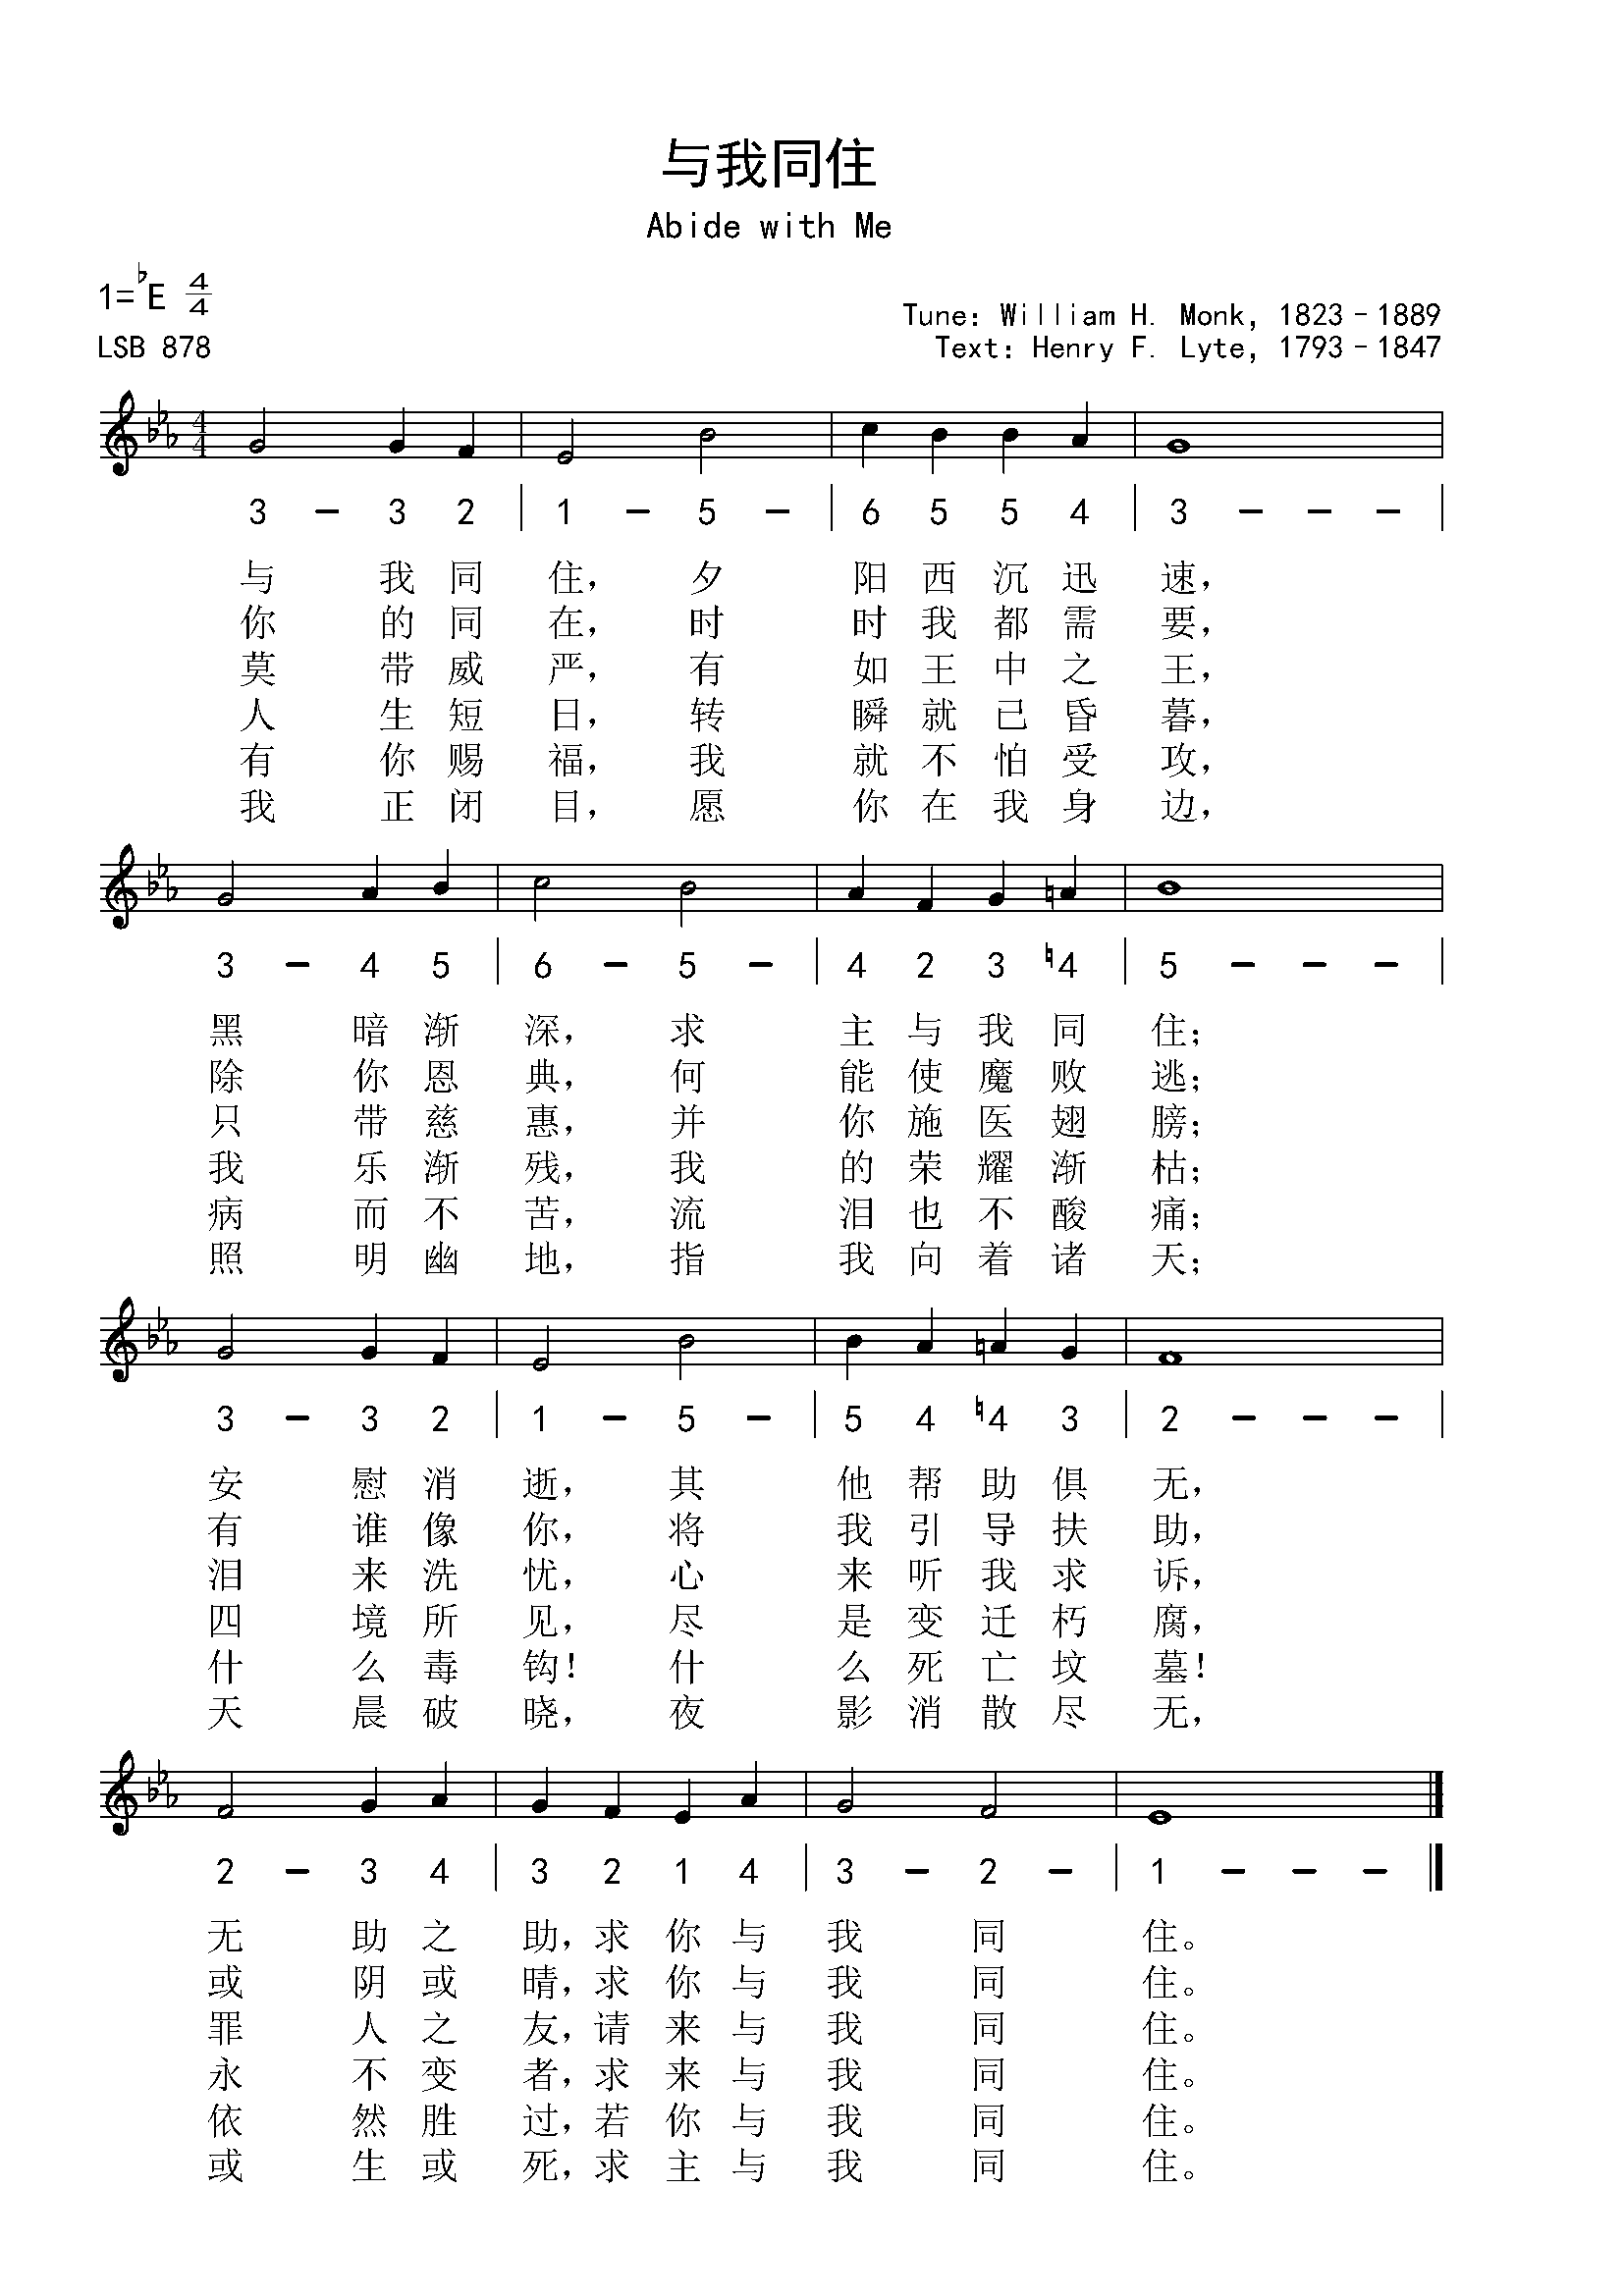 与我同住
Abide with Me
1=♭E 4/4
Tune: William H. Monk, 1823–1889
LSB 878
Text: Henry F. Lyte, 1793–1847
3 – 3 2 | 1 – 5 – | 6 5 5 4 | 3 – – – |
与 我 同 住, 夕 阳 西 沉 迅 速,
你 的 同 在, 时 时 我 都 需 要,
莫 带 威 严, 有 如 王 中 之 王,
人 生 短 日, 转 瞬 就 已 昏 暮,
有 你 赐 福, 我 就 不 怕 受 攻,
我 正 闭 目, 愿 你 在 我 身 边,
3 – 4 5 | 6 – 5 – | 4 2 3 ♮4 | 5 – – – |
黑 暗 渐 深, 求 主 与 我 同 住;
除 你 恩 典, 何 能 使 魔 败 逃;
只 带 慈 惠, 并 你 施 医 翅 膀;
我 乐 渐 残, 我 的 荣 耀 渐 枯;
病 而 不 苦, 流 泪 也 不 酸 痛;
照 明 幽 地, 指 我 向 着 诸 天;
3 – 3 2 | 1 – 5 – | 5 4 ♮4 3 | 2 – – – |
安 慰 消 逝, 其 他 帮 助 俱 无,
有 谁 像 你, 将 我 引 导 扶 助,
泪 来 洗 忧, 心 来 听 我 求 诉,
四 境 所 见, 尽 是 变 迁 朽 腐,
什 么 毒 钩! 什 么 死 亡 坟 墓!
天 晨 破 晓, 夜 影 消 散 尽 无,
2 – 3 4 | 3 2 1 4 | 3 – 2 – | 1 – – – |
无 助 之 助, 求 你 与 我 同 住。
或 阴 或 晴, 求 你 与 我 同 住。
罪 人 之 友, 请 来 与 我 同 住。
永 不 变 者, 求 来 与 我 同 住。
依 然 胜 过, 若 你 与 我 同 住。
或 生 或 死, 求 主 与 我 同 住。